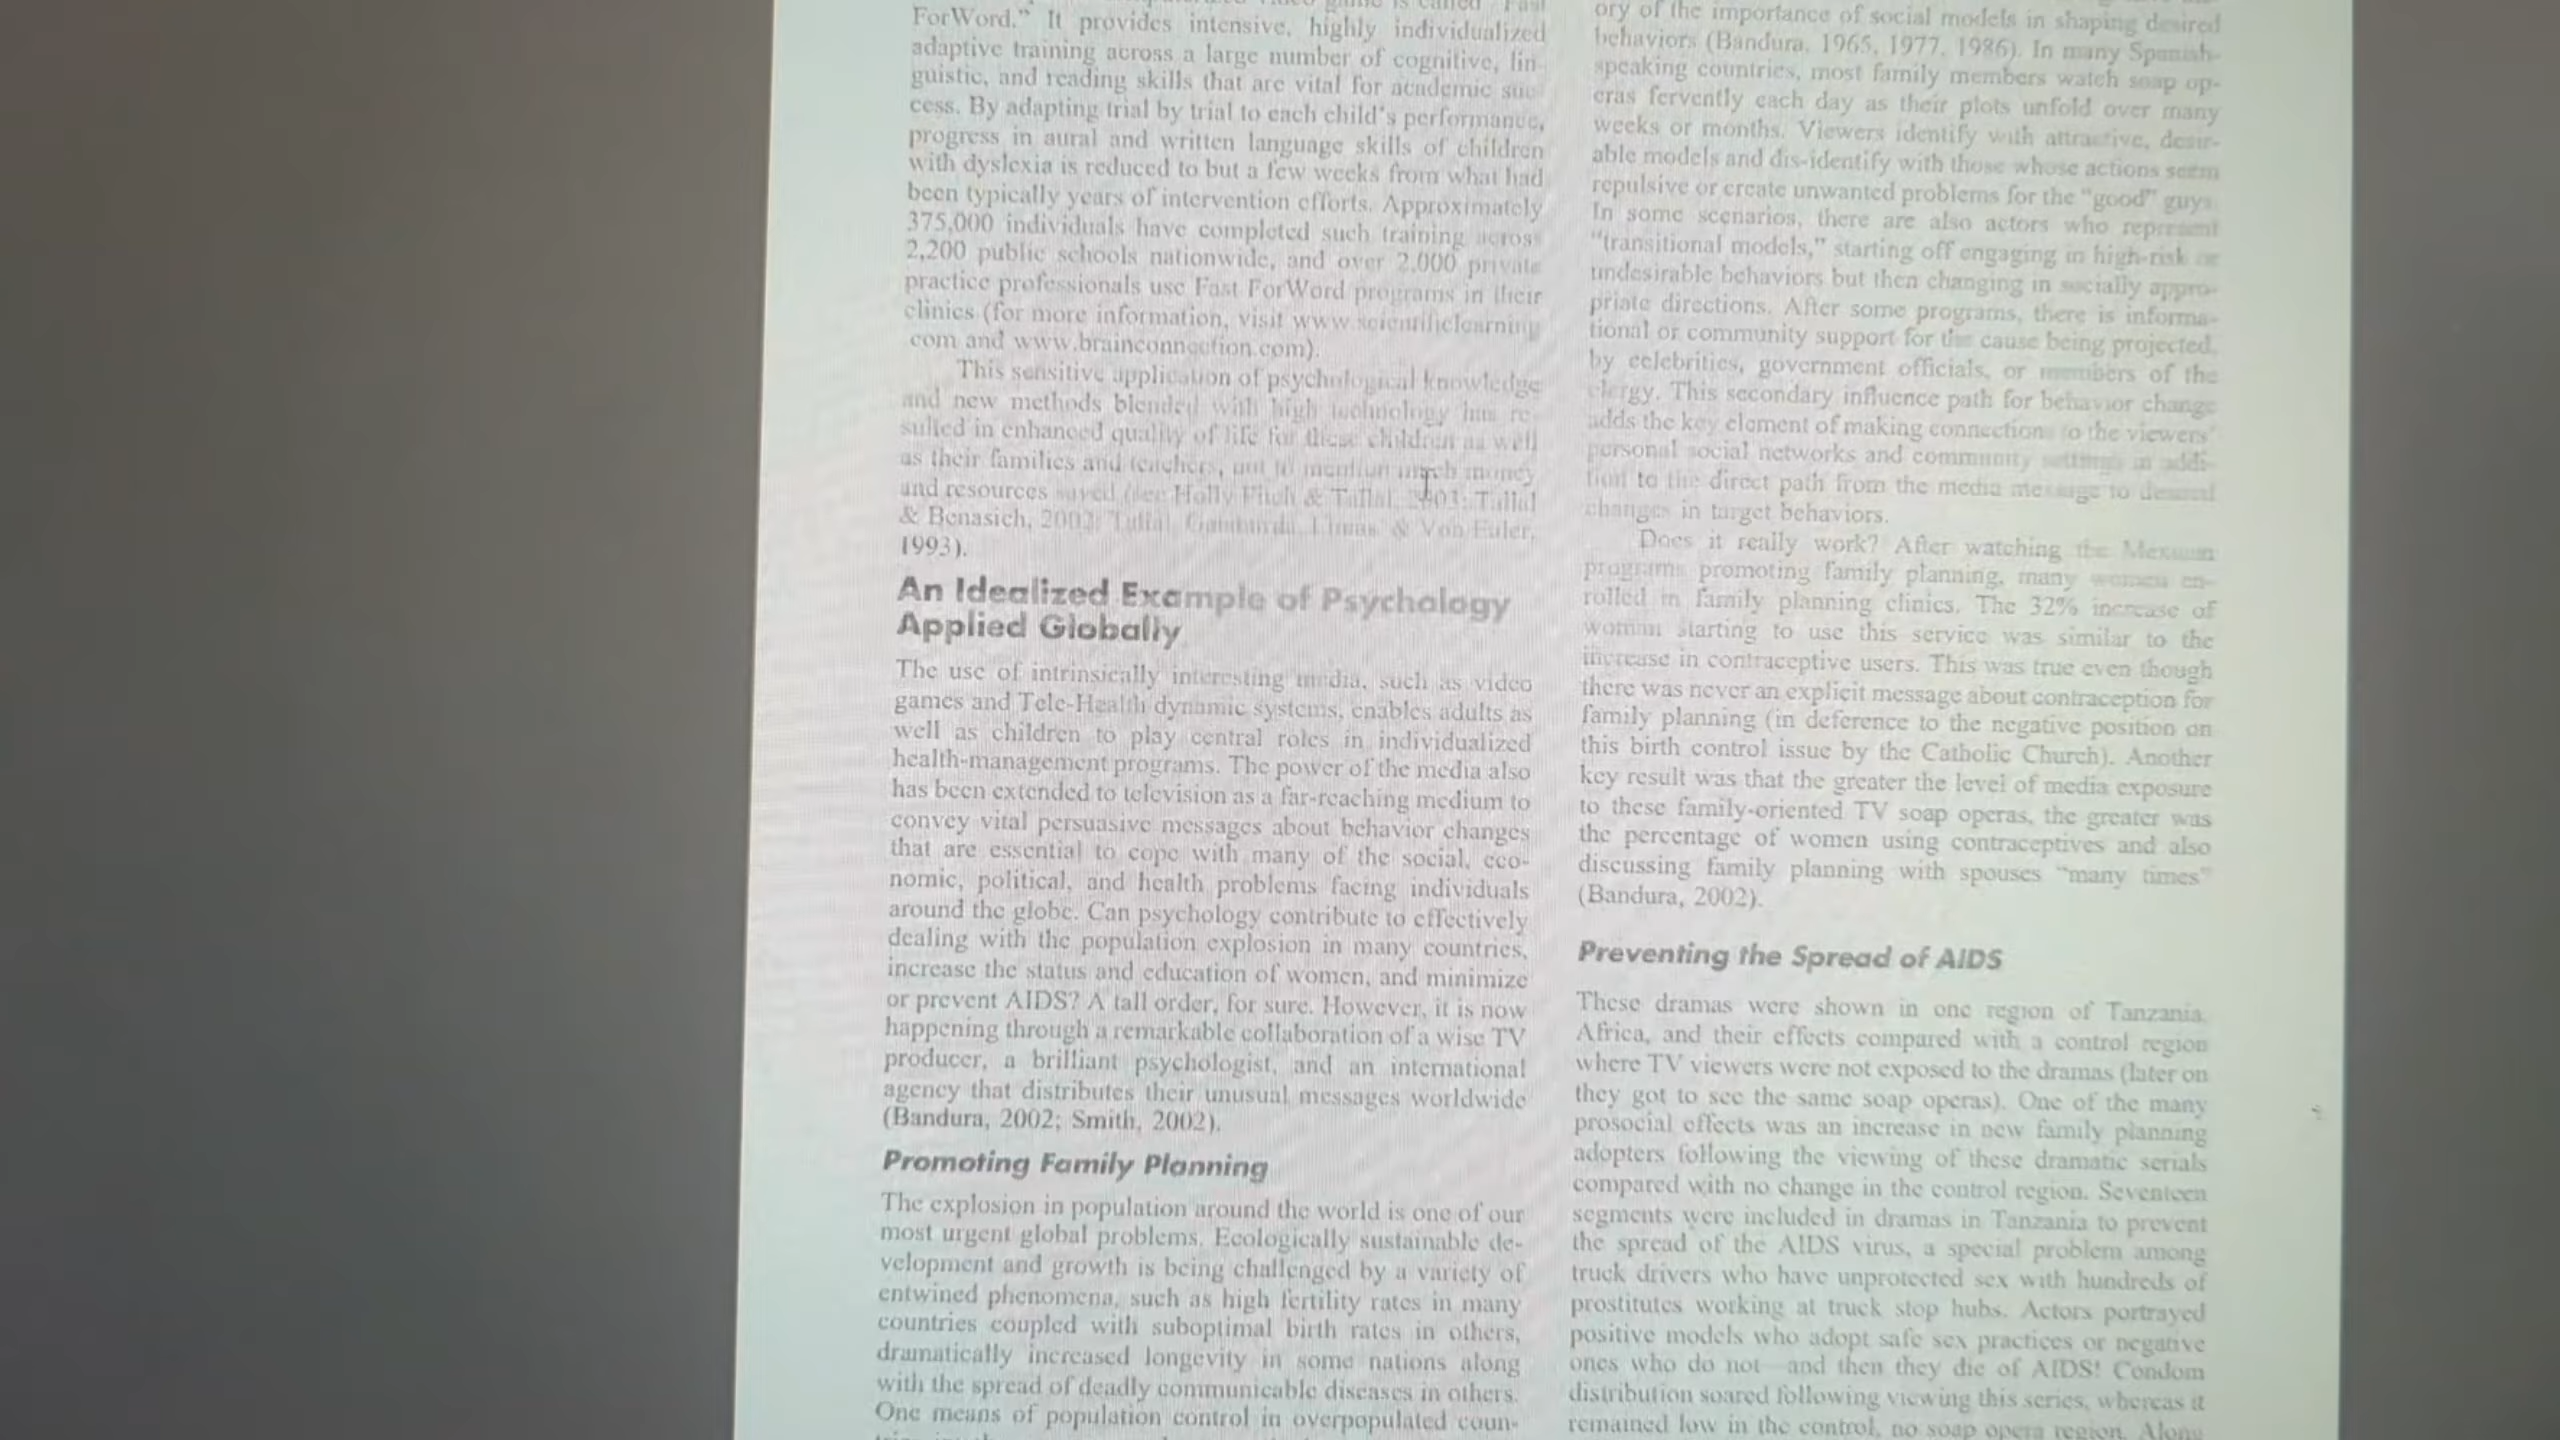 ForWord." It provides intensive, highly individualized
adaptive training across a large number of cognitive, lin-
guistic, and reading skills that are vital for academic suc-
cess. By adapting trial by trial to each child's performance,
progress in aural and written language skills of children
with dyslexia is reduced to but a few weeks from what had
been typically years of intervention efforts. Approximately
375,000 individuals have completed such training across
2,200 public schools nationwide, and over 2,000 private
practice professionals use Fast ForWord programs in their
clinics (for more information, visit www.scientificlearning
com and www.brainconnection.com).
This sensitive application of psychological knowledge
and new methods blended with high technology has re-
sulted in enhanced quality of life for these children as well
as their families and teachers, not to mention much money
and resources saved (see Holly Fitch & Tallal, 2003; Tallal
& Benasich, 2002; Tallal, Galaburda, Llinas & Von Euler,
1993).
An Idealized Example of Psychology
Applied Globally
The use of intrinsically interesting media, such as video
games and Tele-Health dynamic systems, enables adults as
well as children to play central roles in individualized
health-management programs. The power of the media also
has been extended to television as a far-reaching medium to
convey vital persuasive messages about behavior changes
that are essential to cope with many of the social, eco-
nomic, political, and health problems facing individuals
around the globe. Can psychology contribute to effectively
dealing with the population explosion in many countries,
increase the status and education of women, and minimize
or prevent AIDS? A tall order, for sure. However, it is now
happening through a remarkable collaboration of a wise TV
producer, a brilliant psychologist, and an international
agency that distributes their unusual messages worldwide
(Bandura, 2002; Smith, 2002).
Promoting Family Planning
The explosion in population around the world is one of our
most urgent global problems. Ecologically sustainable de-
velopment and growth is being challenged by a variety of
entwined phenomena, such as high fertility rates in many
countries coupled with suboptimal birth rates in others,
dramatically increased longevity in some nations along
with the spread of deadly communicable diseases in others.
One means of population control in overpopulated coun-
ory of the importance of social models in shaping desired
behaviors (Bandura, 1965, 1977, 1986). In many Spanish-
speaking countries, most family members watch soap op-
eras fervently each day as their plots unfold over many
weeks or months. Viewers identify with attractive, desir-
able models and dis-identify with those whose actions seem
repulsive or create unwanted problems for the "good" guys.
In some scenarios, there are also actors who represent
"transitional models," starting off engaging in high-risk or
undesirable behaviors but then changing in socially appro-
priate directions. After some programs, there is informa-
tional or community support for the cause being projected,
by celebrities, government officials, or members of the
clergy. This secondary influence path for behavior change
adds the key element of making connections to the viewers'
personal social networks and community settings in addi-
tion to the direct path from the media message to desired
changes in target behaviors.
Does it really work? After watching the Mexican
programs promoting family planning, many women en-
rolled in family planning clinics. The 32% increase of
woman starting to use this service was similar to the
increase in contraceptive users. This was true even though
there was never an explicit message about contraception for
family planning (in deference to the negative position on
this birth control issue by the Catholic Church). Another
key result was that the greater the level of media exposure
to these family-oriented TV soap operas, the greater was
the percentage of women using contraceptives and also
discussing family planning with spouses "many times"
(Bandura, 2002).
Preventing the Spread of AIDS
These dramas were shown in one region of Tanzania,
Africa, and their effects compared with a control region
where TV viewers were not exposed to the dramas (later on
they got to see the same soap operas). One of the many
prosocial effects was an increase in new family planning
adopters following the viewing of these dramatic serials
compared with no change in the control region. Seventeen
segments were included in dramas in Tanzania to prevent
the spread of the AIDS virus, a special problem among
truck drivers who have unprotected sex with hundreds of
prostitutes working at truck stop hubs. Actors portrayed
positive models who adopt safe sex practices or negative
ones who do not and then they die of AIDS! Condom
distribution soared following viewing this series, whereas it
remained low in the control, no soap opera region. Along